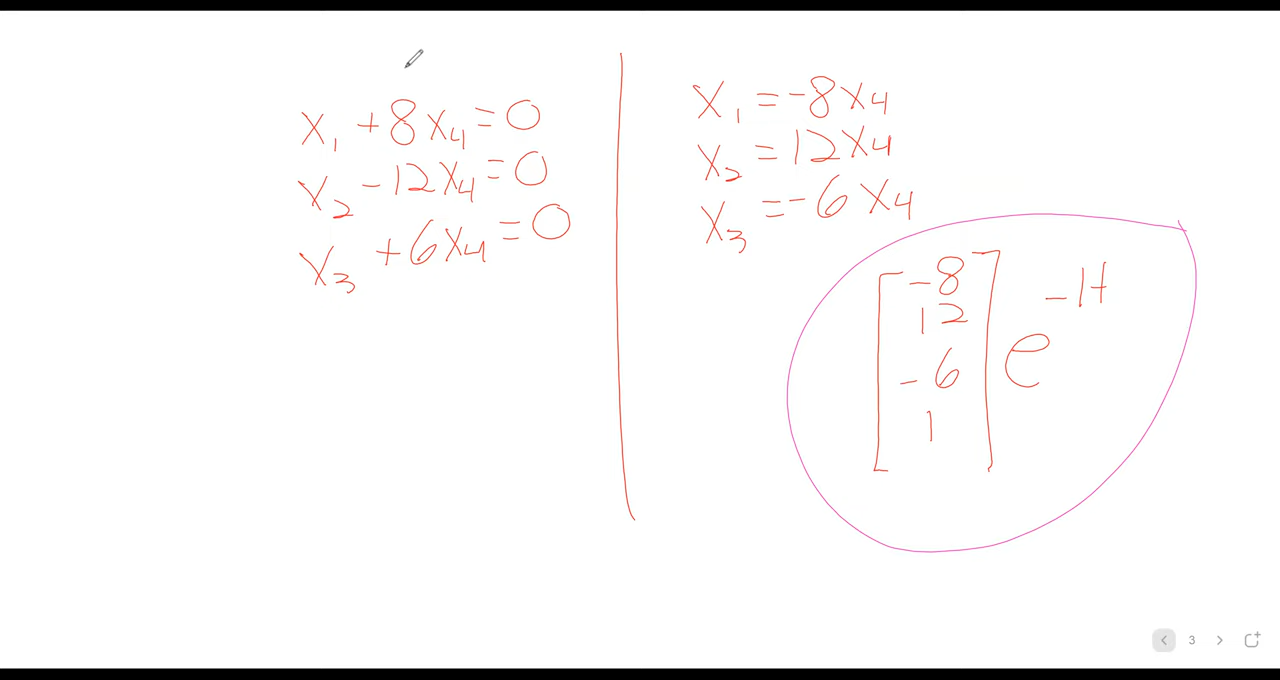 x₁ + 8x₄ = 0
x₂ - 12x₄ = 0
x₃ + 6x₄ = 0
x₁ = -8x₄
x₂ = 12x₄
x₃ = -6x₄
-8
12
-6
1
e^{-1t}
3